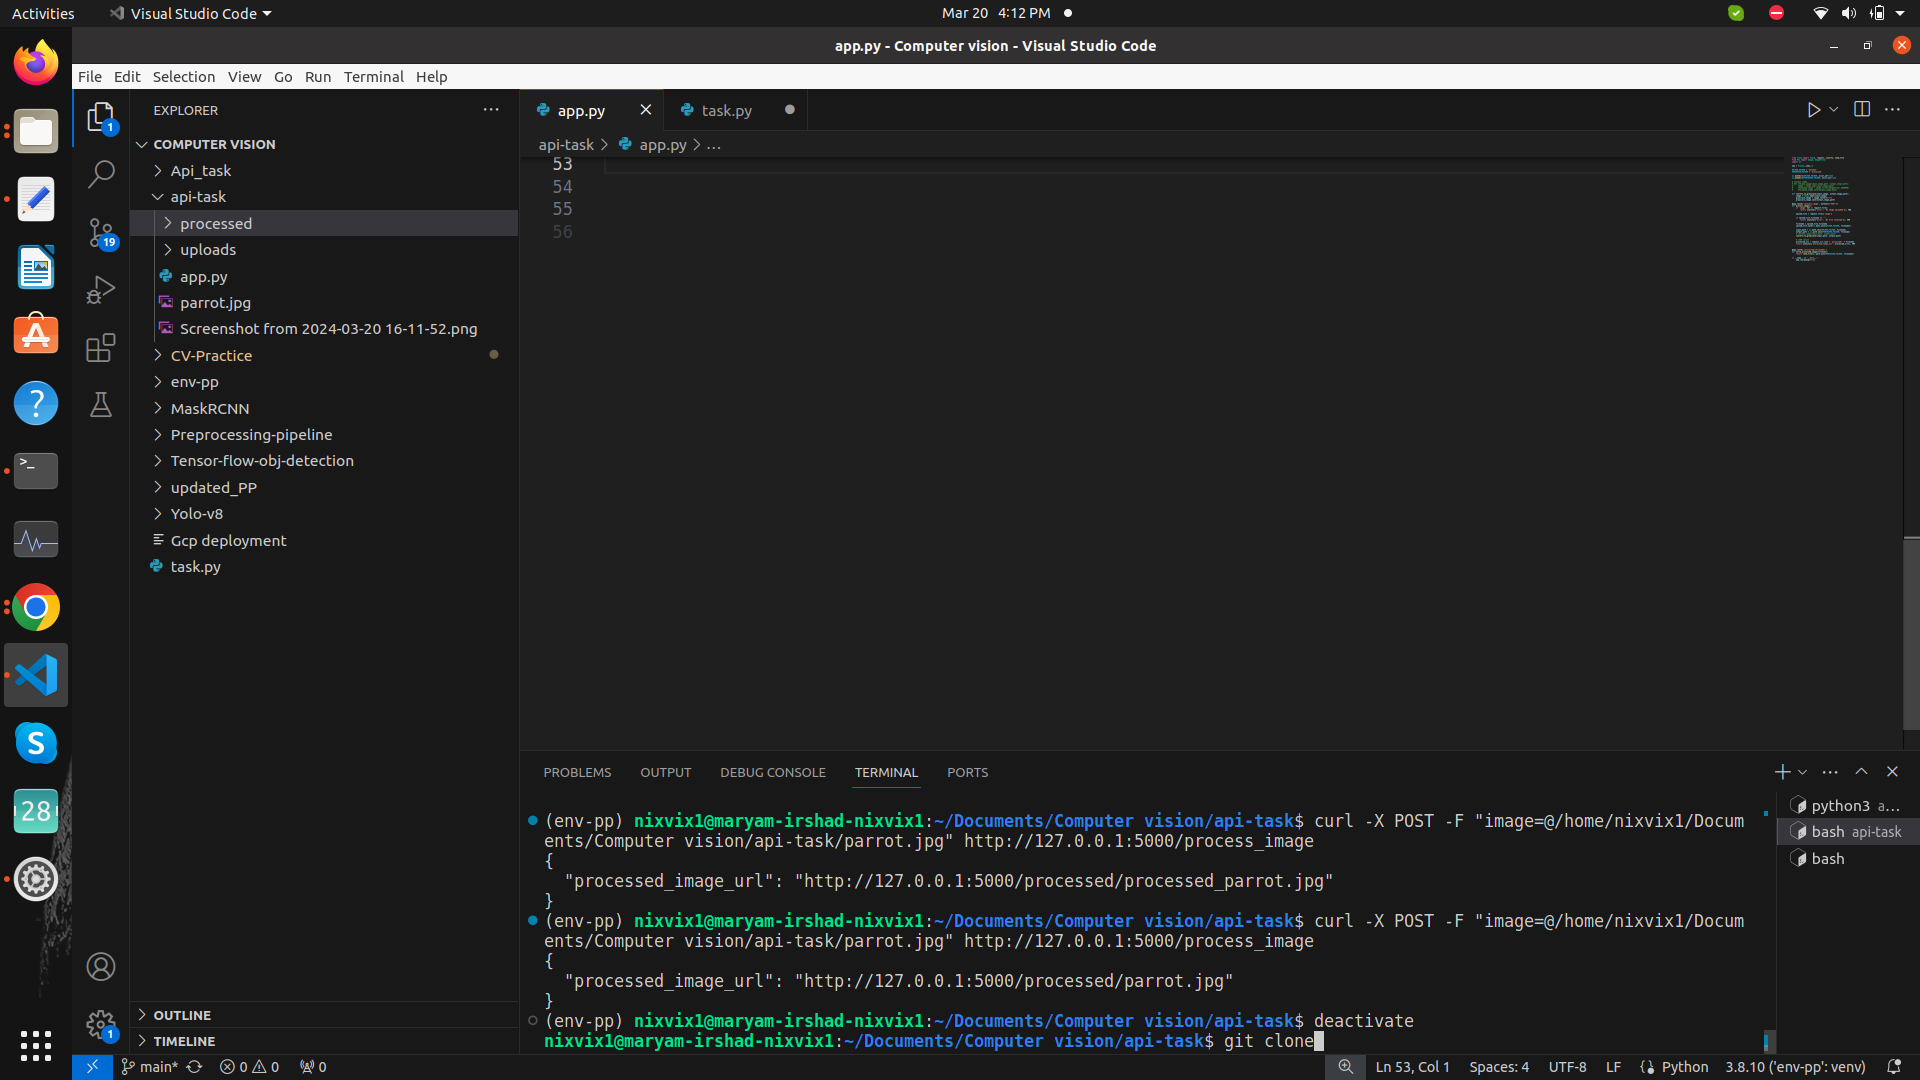 Activities
Visual Studio Code
Mar 20 4:12 PM
app.py - Computer vision - Visual Studio Code
File Edit Selection View Go Run Terminal Help
EXPLORER
COMPUTER VISION
Api_task
api-task
processed
uploads
app.py
parrot.jpg
Screenshot from 2024-03-20 16-11-52.png
CV-Practice
env-pp
MaskRCNN
Preprocessing-pipeline
Tensor-flow-obj-detection
updated_PP
Yolo-v8
Gcp deployment
task.py
OUTLINE
TIMELINE
1
19
1
28
app.py
task.py
api-task > app.py > ...
53
54
55
56
PROBLEMS OUTPUT DEBUG CONSOLE TERMINAL PORTS
(env-pp) nixvix1@maryam-irshad-nixvix1:~/Documents/Computer vision/api-task$ curl -X POST -F "image=@/home/nixvix1/Docum
ents/Computer vision/api-task/parrot.jpg" http://127.0.0.1:5000/process_image
{
"processed_image_url": "http://127.0.0.1:5000/processed/processed_parrot.jpg"
}
(env-pp) nixvix1@maryam-irshad-nixvix1:~/Documents/Computer vision/api-task$ curl -X POST -F "image=@/home/nixvix1/Docum
ents/Computer vision/api-task/parrot.jpg" http://127.0.0.1:5000/process_image
{
"processed_image_url": "http://127.0.0.1:5000/processed/parrot.jpg"
}
(env-pp) nixvix1@maryam-irshad-nixvix1:~/Documents/Computer vision/api-task$ deactivate
nixvix1@maryam-irshad-nixvix1:~/Documents/Computer vision/api-task$ git clone
python3 a...
bash api-task
bash
main* 0 0 0
Ln 53, Col 1 Spaces: 4 UTF-8 LF Python 3.8.10 ('env-pp': venv)